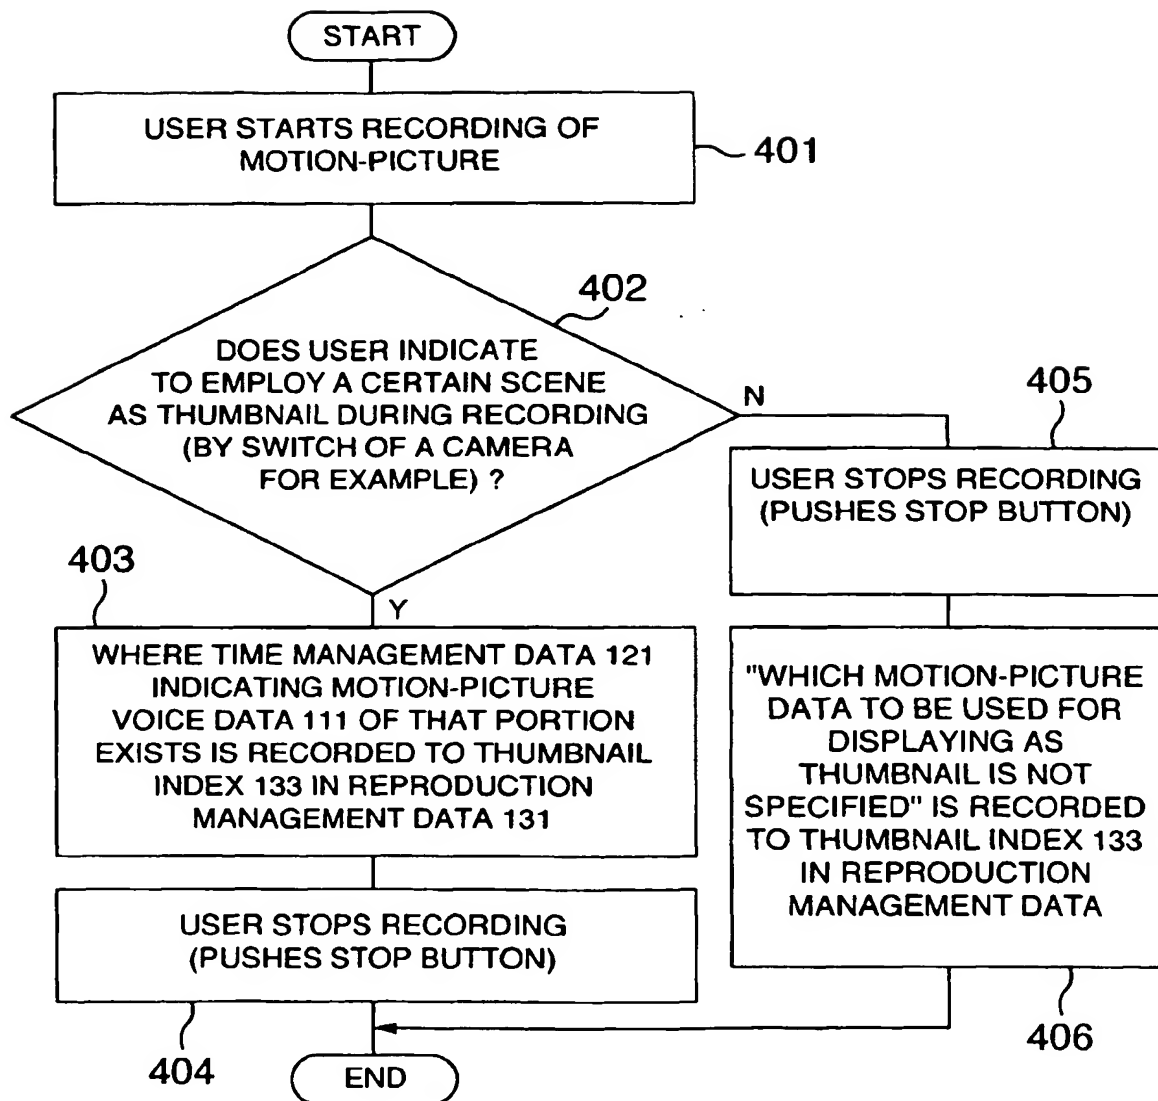 START
USER STARTS RECORDING OF
MOTION-PICTURE
401
402
DOES USER INDICATE
TO EMPLOY A CERTAIN SCENE
AS THUMBNAIL DURING RECORDING
(BY SWITCH OF A CAMERA
FOR EXAMPLE) ?
N
Y
403
WHERE TIME MANAGEMENT DATA 121
INDICATING MOTION-PICTURE
VOICE DATA 111 OF THAT PORTION
EXISTS IS RECORDED TO THUMBNAIL
INDEX 133 IN REPRODUCTION
MANAGEMENT DATA 131
USER STOPS RECORDING
(PUSHES STOP BUTTON)
404
405
USER STOPS RECORDING
(PUSHES STOP BUTTON)
"WHICH MOTION-PICTURE
DATA TO BE USED FOR
DISPLAYING AS
THUMBNAIL IS NOT
SPECIFIED" IS RECORDED
TO THUMBNAIL INDEX 133
IN REPRODUCTION
MANAGEMENT DATA
406
END